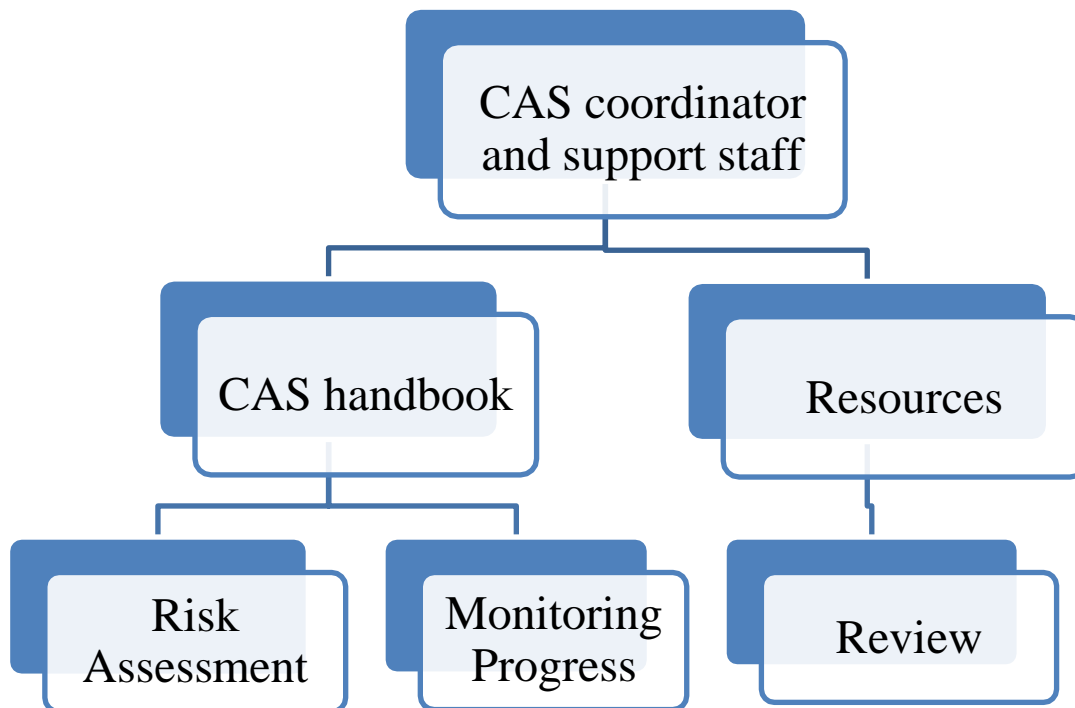 CAS coordinator
and support staff
CAS handbook
Resources
Risk
Assessment
Monitoring
Progress
Review